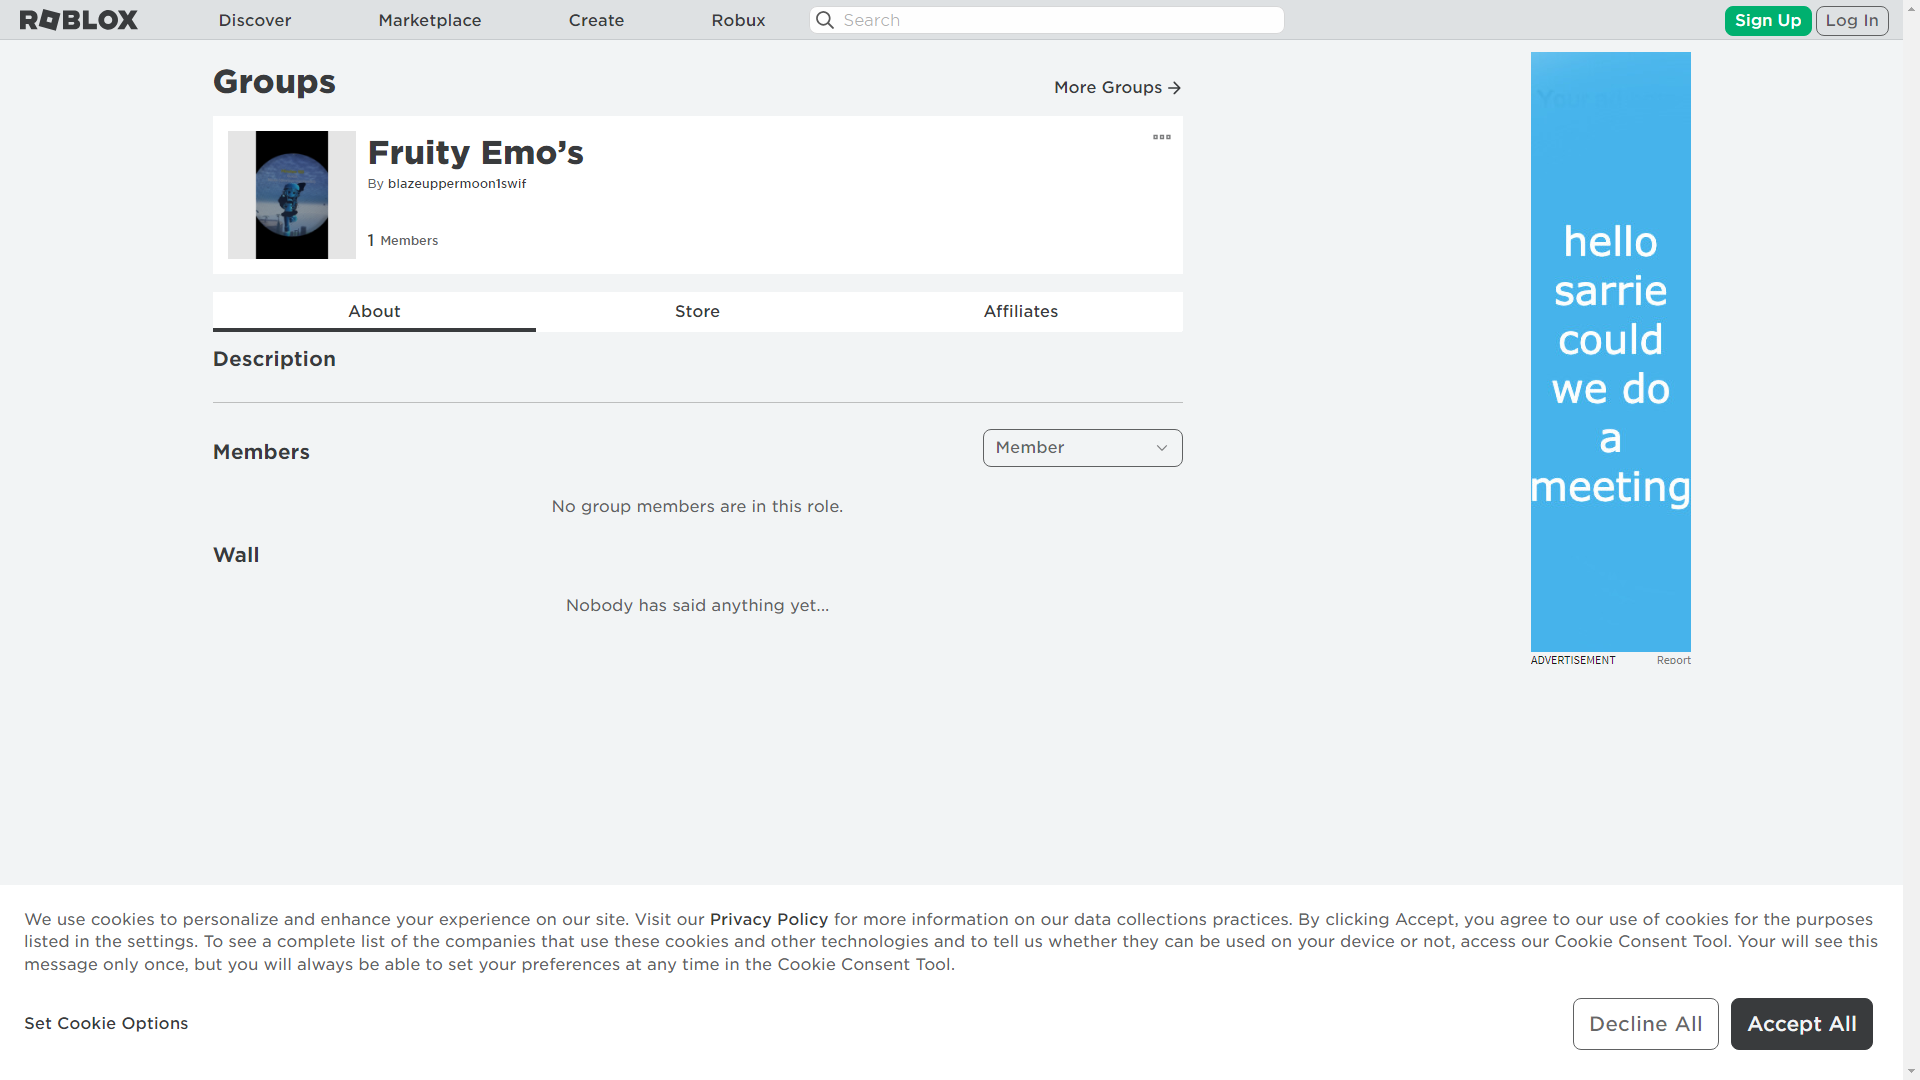 ROBLOX Discover Marketplace Create Robux Search Sign Up Log In
Groups
More Groups
Fruity Emo’s
By blazeuppermoon1swif
1 Members
About Store Affiliates
Description
Members
Member
No group members are in this role.
Wall
Nobody has said anything yet...
hello
sarrie
could
we do
a
meeting
ADVERTISEMENT Report
We use cookies to personalize and enhance your experience on our site. Visit our Privacy Policy for more information on our data collections practices. By clicking Accept, you agree to our use of cookies for the purposes
listed in the settings. To see a complete list of the companies that use these cookies and other technologies and to tell us whether they can be used on your device or not, access our Cookie Consent Tool. Your will see this
message only once, but you will always be able to set your preferences at any time in the Cookie Consent Tool.
Set Cookie Options
Decline All
Accept All